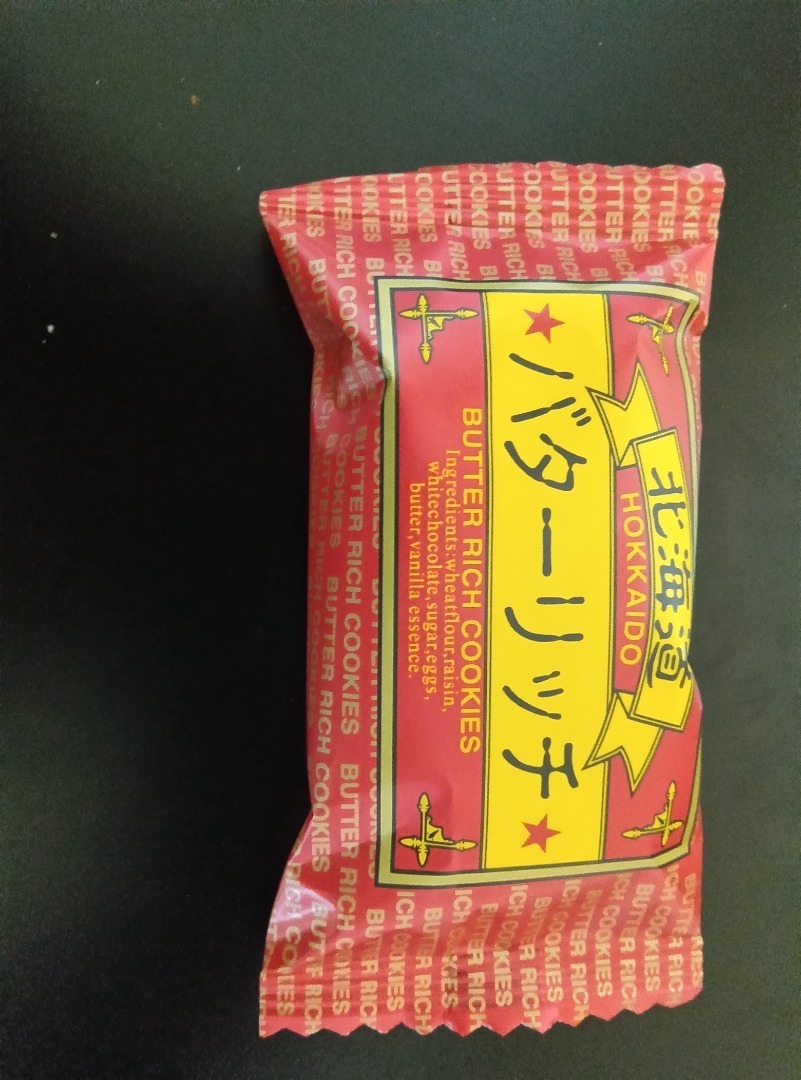 北海道
HOKKAIDO
★バターリッチ★
BUTTER RICH COOKIES
Ingredients:wheatflour,raisin,
whitechocolate,sugar,eggs,
butter,vanilla essence.
BUTTER RICH COOKIES
BUTTER RICH COOKIES
BUTTER RICH COOKIES